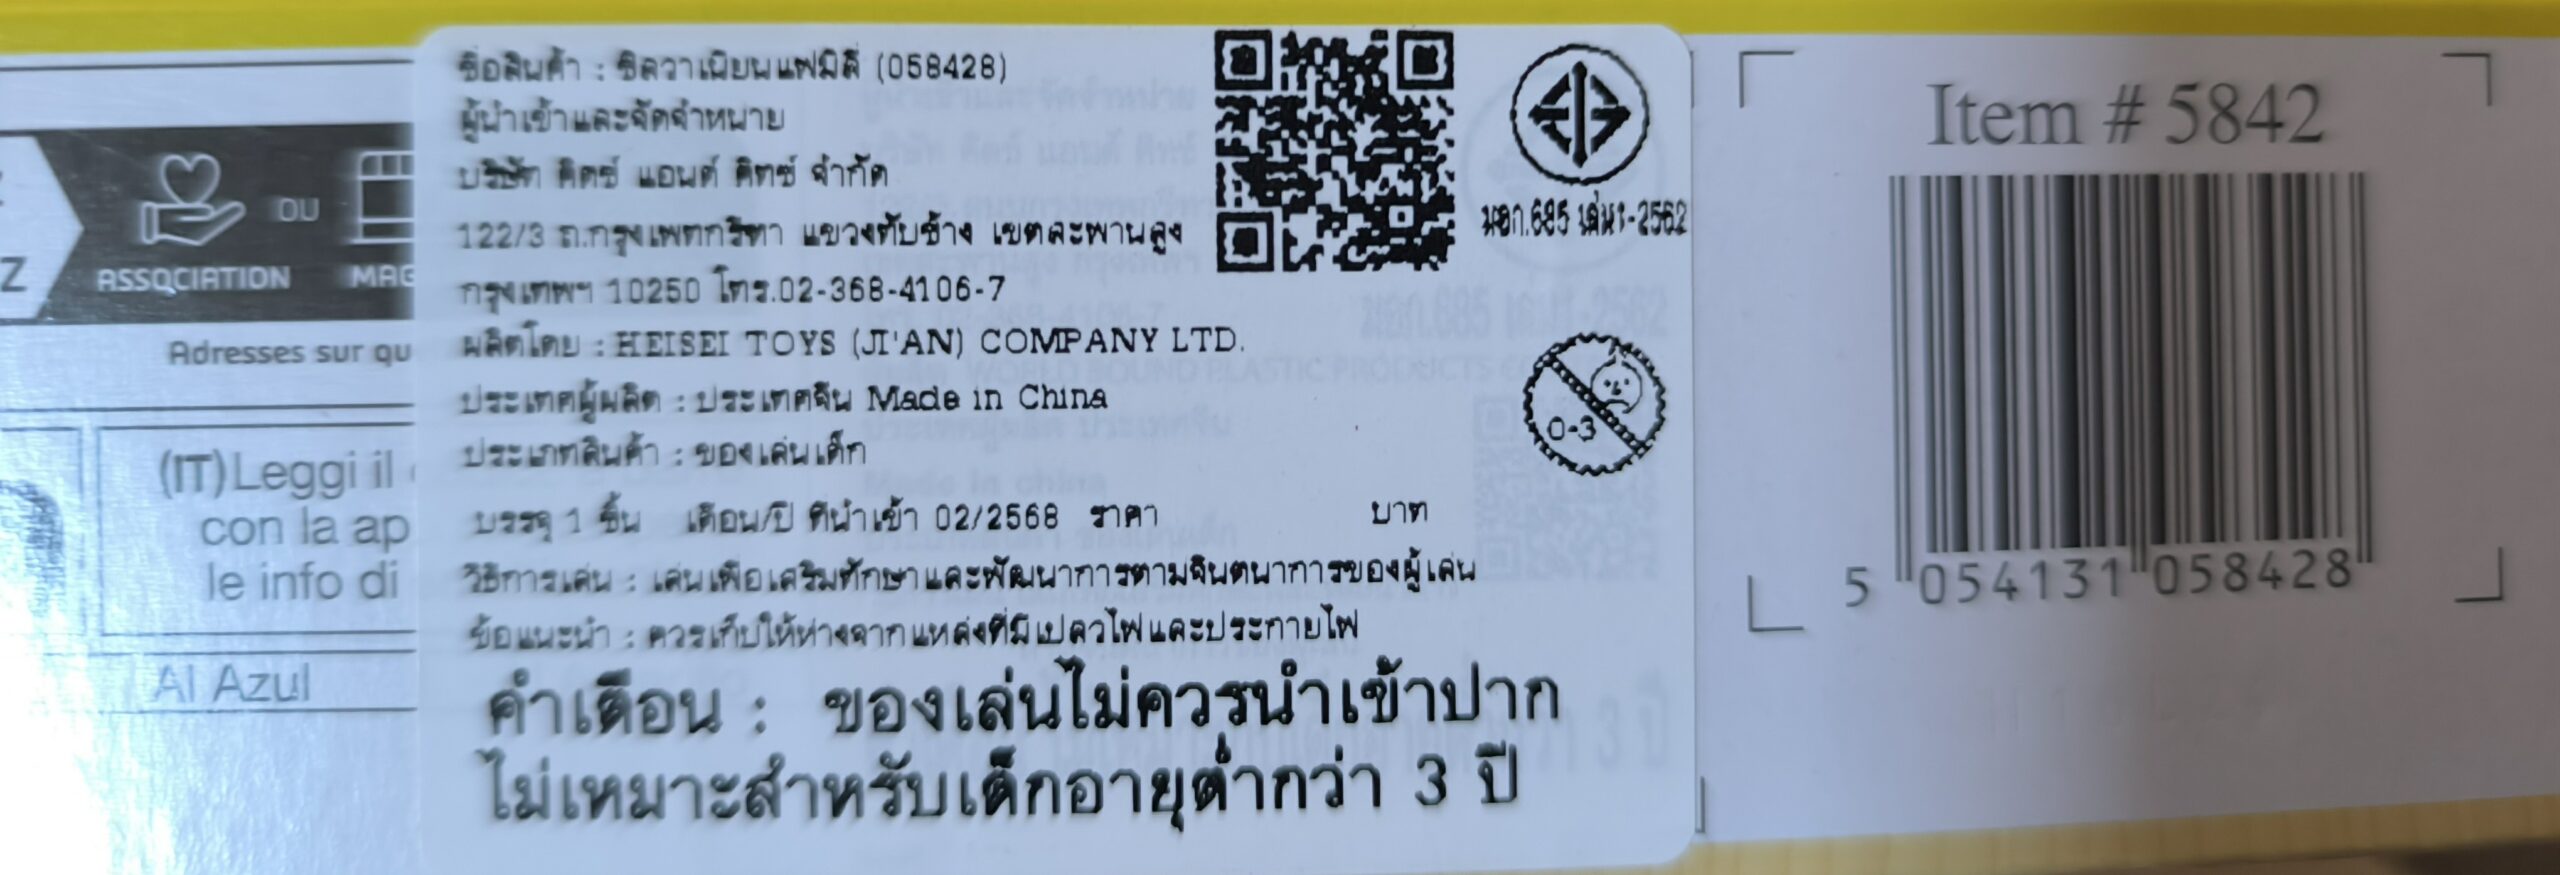 ชื่อสินค้า : ซิลวาเนียนแฟมิลี่ (058428)
ผู้นำเข้าและจัดจำหน่าย
บริษัท คิตซ์ แอนด์ คิทซ์ จำกัด
122/3 ถ.กรุงเทพกรีฑา แขวงทับช้าง เขตสะพานสูง
กรุงเทพฯ 10250 โทร.02-368-4106-7
ผลิตโดย : HEISEI TOYS (JI'AN) COMPANY LTD.
ประเทศผู้ผลิต : ประเทศจีน Made in China
ประเภทสินค้า : ของเล่นเด็ก
บรรจุ 1 ชิ้น เดือน/ปี ที่นำเข้า 02/2568 ราคา บาท
วิธีการเล่น : เล่นเพื่อเสริมทักษาและพัฒนาการตามจินตนาการของผู้เล่น
ข้อแนะนำ : ควรเก็บให้ห่างจากแหล่งที่มีเปลวไฟและประกายไฟ
คำเตือน : ของเล่นไม่ควรนำเข้าปาก
ไม่เหมาะสำหรับเด็กอายุต่ำกว่า 3 ปี
มอก.685 เล่ม1-2562
0-3
Item # 5842
5 054131 058428
Z
ASSOCIATION
OU
MAG
Adresses sur qu
(IT) Leggi il
con la ap
le info di
Al Azul